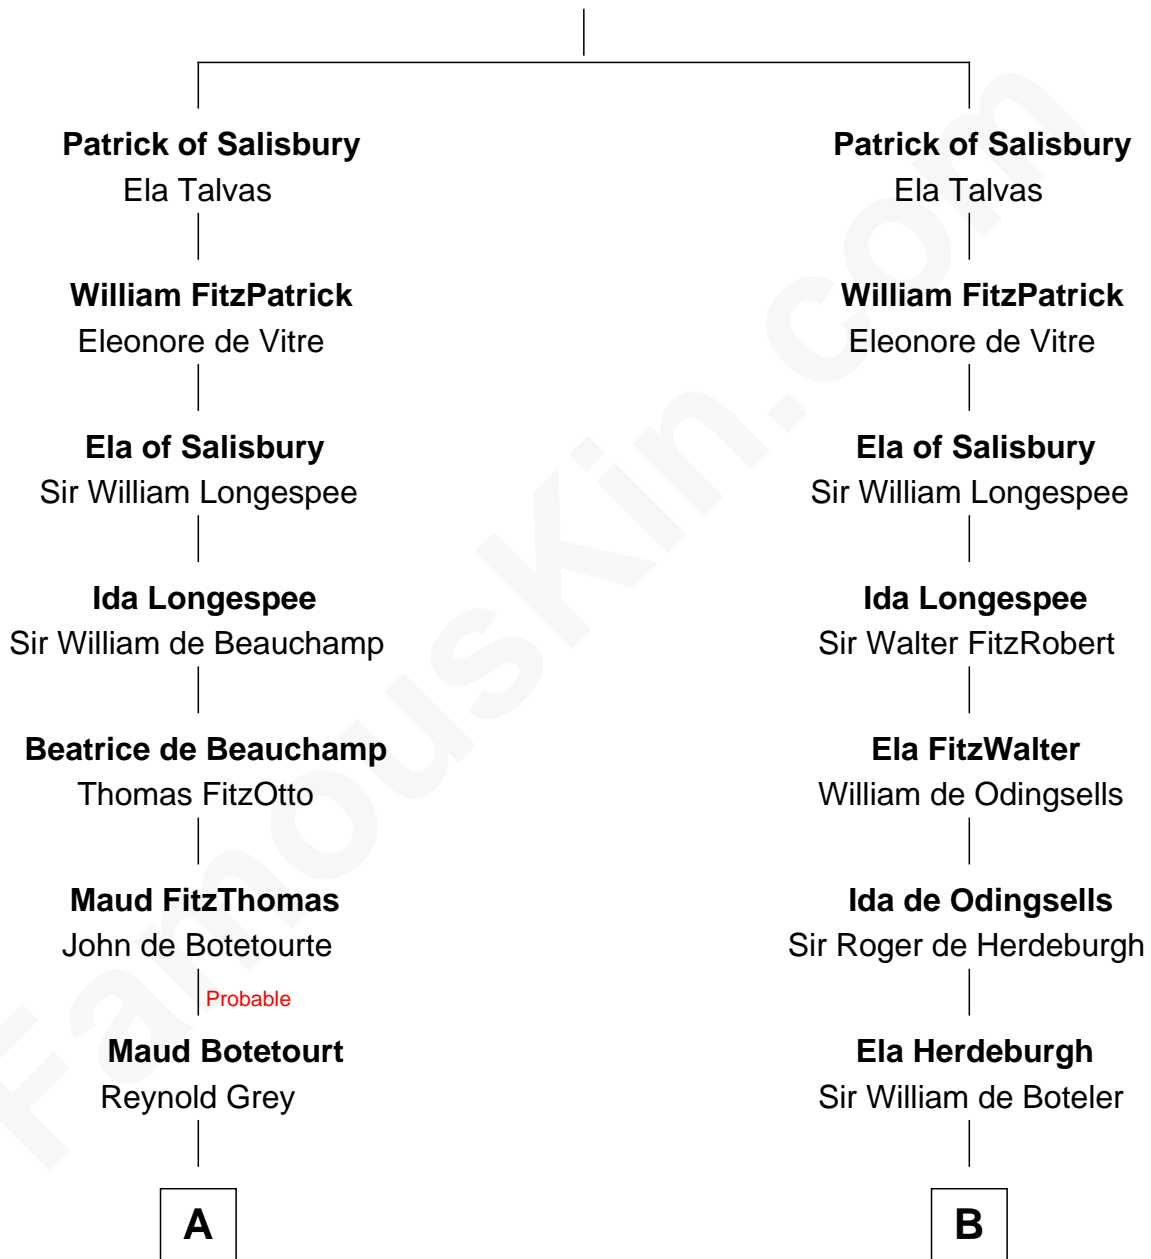 Patrick of Salisbury
Ela Talvas
William FitzPatrick
Eleonore de Vitre
Ela of Salisbury
Sir William Longespee
Ida Longespee
Sir William de Beauchamp
Beatrice de Beauchamp
Thomas FitzOtto
Maud FitzThomas
John de Botetourte
Probable
Maud Botetourt
Reynold Grey
A
Patrick of Salisbury
Ela Talvas
William FitzPatrick
Eleonore de Vitre
Ela of Salisbury
Sir William Longespee
Ida Longespee
Sir Walter FitzRobert
Ela FitzWalter
William de Odingsells
Ida de Odingsells
Sir Roger de Herdeburgh
Ela Herdeburgh
Sir William de Boteler
B
FamousKin.com